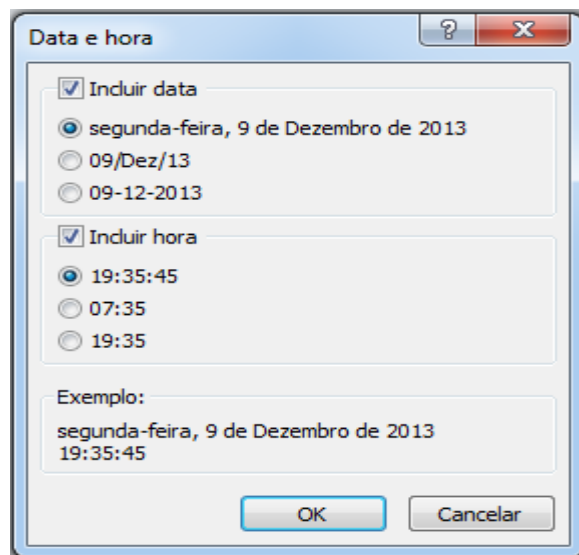 Data e hora
Incluir data
segunda-feira, 9 de Dezembro de 2013
09/Dez/13
09-12-2013
Incluir hora
19:35:45
07:35
19:35
Exemplo:
segunda-feira, 9 de Dezembro de 2013
19:35:45
OK Cancelar